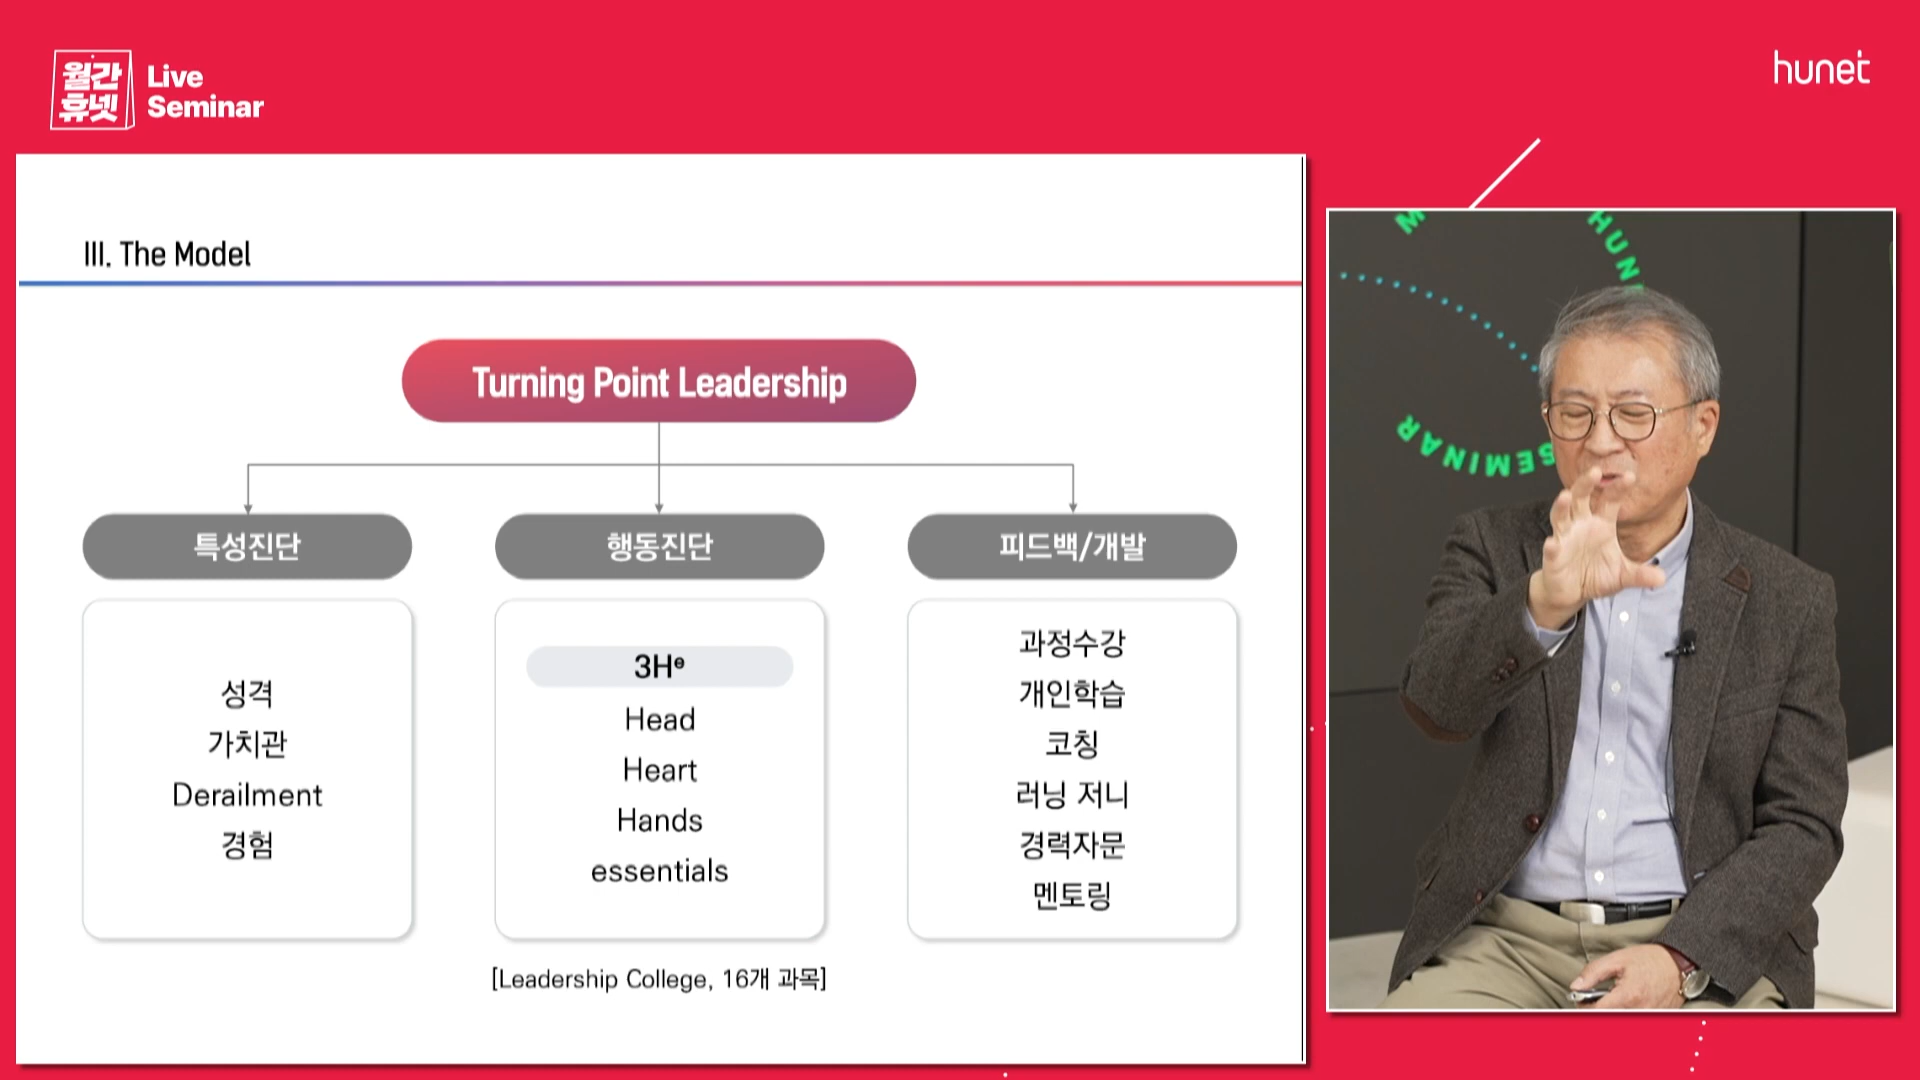 월간
휴넷
Live
Seminar
hunet
III. The Model
Turning Point Leadership
특성진단
행동진단
피드백/개발
성격
가치관
Derailment
경험
3Hᵉ
Head
Heart
Hands
essentials
과정수강
개인학습
코칭
러닝 저니
경력자문
멘토링
[Leadership College, 16개 과목]
M
HUN
SEMINAR